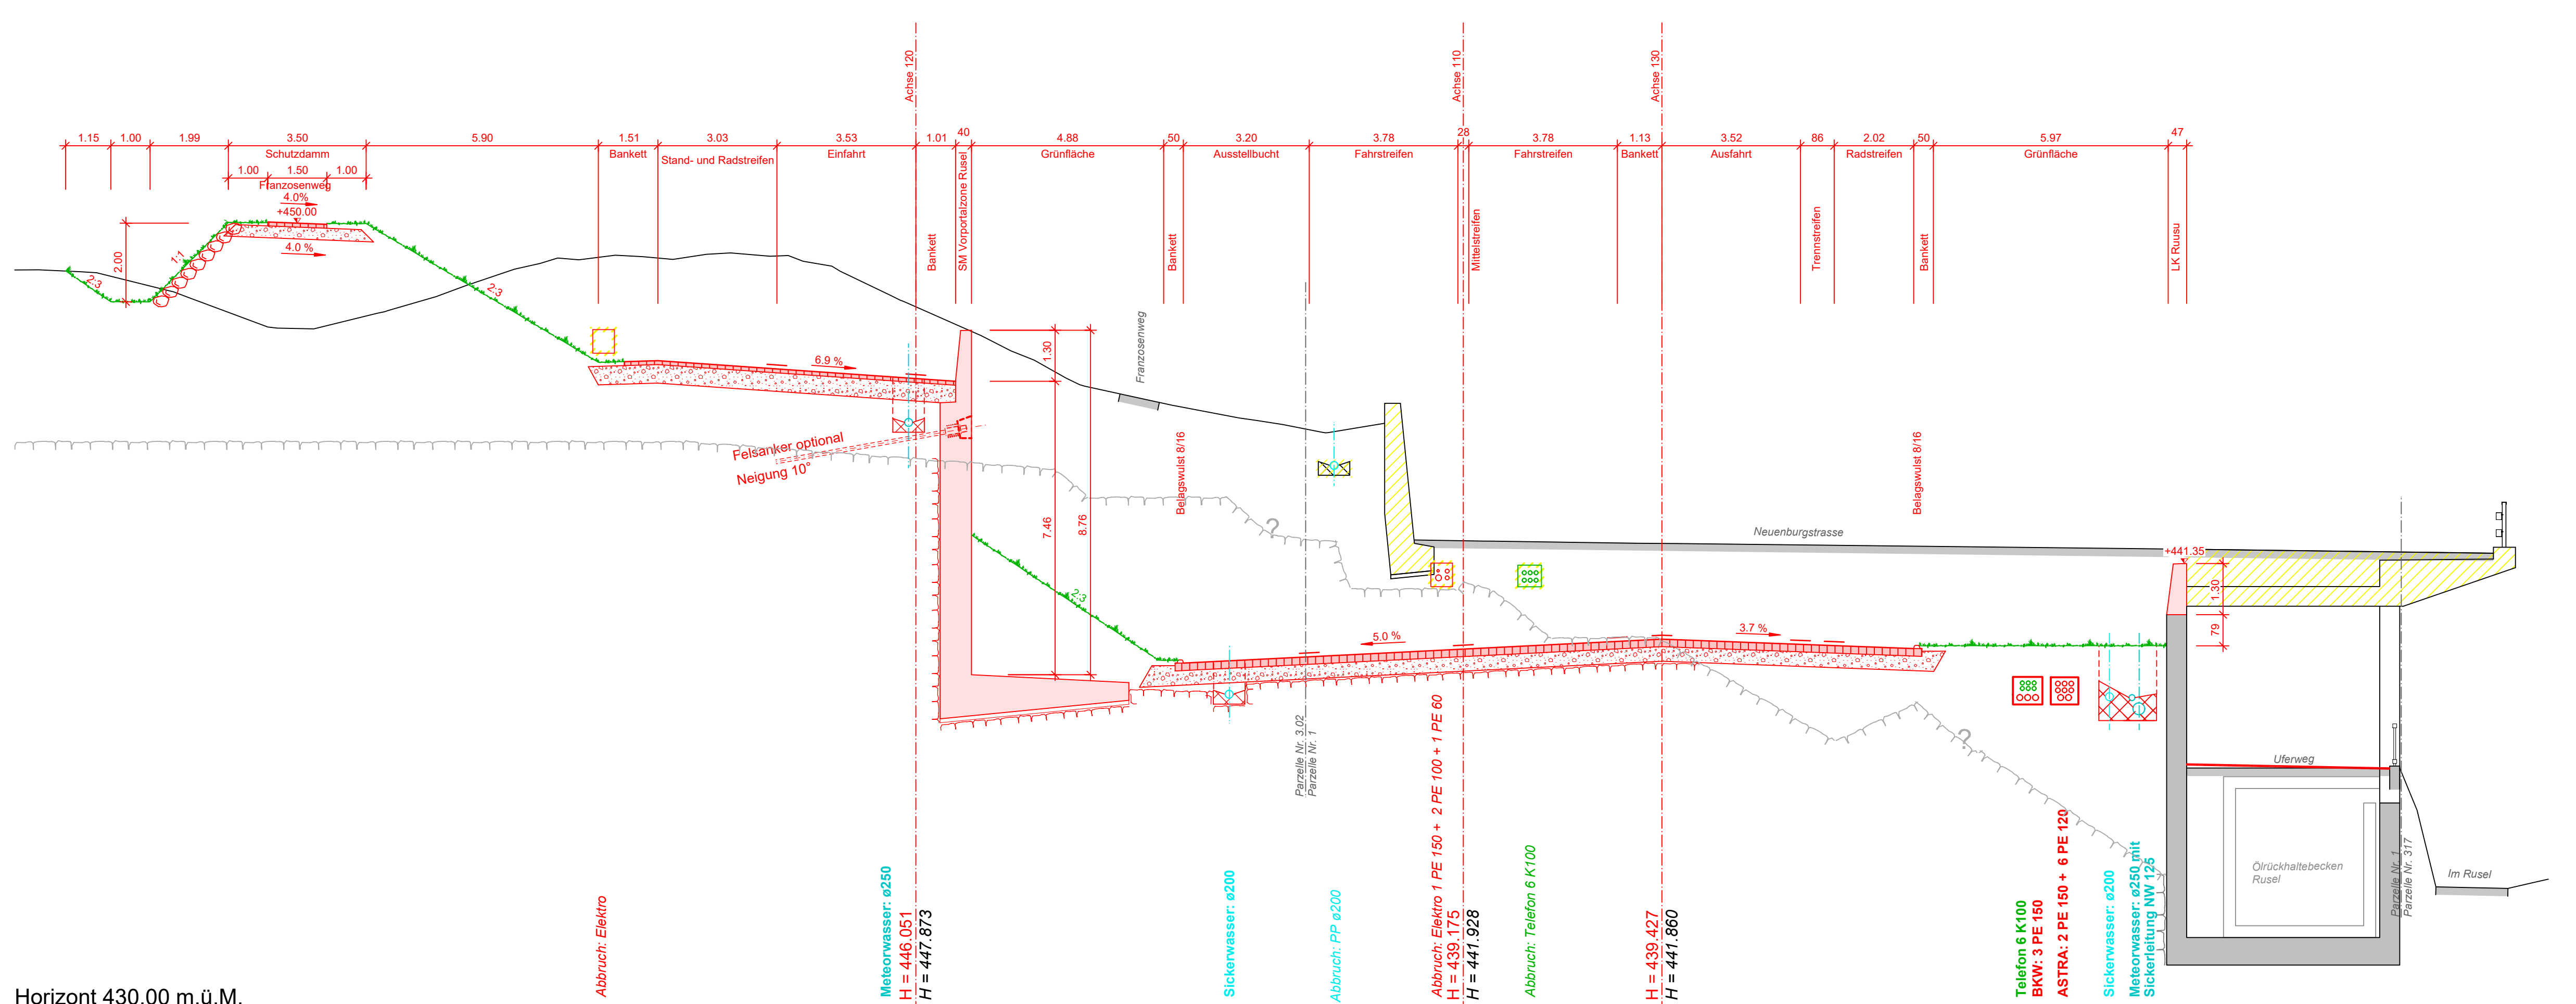 Achse 120
Achse 110
Achse 130
1.15
1.00
1.99
3.50
5.90
1.51
3.03
3.53
1.01
40
4.88
50
3.20
3.78
28
3.78
1.13
3.52
86
2.02
50
5.97
47
Schutzdamm
Bankett
Stand- und Radstreifen
Einfahrt
Bankett
SM Vorportalzone Rusel
Grünfläche
Bankett
Ausstellbucht
Fahrstreifen
Mittelstreifen
Fahrstreifen
Bankett
Ausfahrt
Trennstreifen
Radstreifen
Bankett
Grünfläche
LK Ruusu
1.00
1.50
1.00
Franzosenweg
4.0%
+450.00
4.0 %
2.00
1:1
2:3
2:3
6.9 %
1.30
7.46
8.76
Franzosenweg
Felsanker optional
Neigung 10°
Belagswulst 8/16
Belagswulst 8/16
?
2:3
Neuenburgstrasse
+441.35
1.30
79
5.0 %
3.7 %
?
Parzelle Nr. 3.02
Parzelle Nr. 1
Uferweg
Ölrückhaltebecken
Rusel
Parzelle Nr. 1
Parzelle Nr. 317
Im Rusel
Abbruch: Elektro
Meteorwasser: ø250
H = 446.051
H = 447.873
Sickerwasser: ø200
Abbruch: PP ø200
Abbruch: Elektro 1 PE 150 + 2 PE 100 + 1 PE 60
H = 439.175
H = 441.928
Abbruch: Telefon 6 K100
H = 439.427
H = 441.860
Telefon 6 K100
BKW: 3 PE 150
ASTRA: 2 PE 150 + 6 PE 120
Sickerwasser: ø200
Meteorwasser: ø250 mit
Sickerleitung NW 125
Horizont 430.00 m.ü.M.